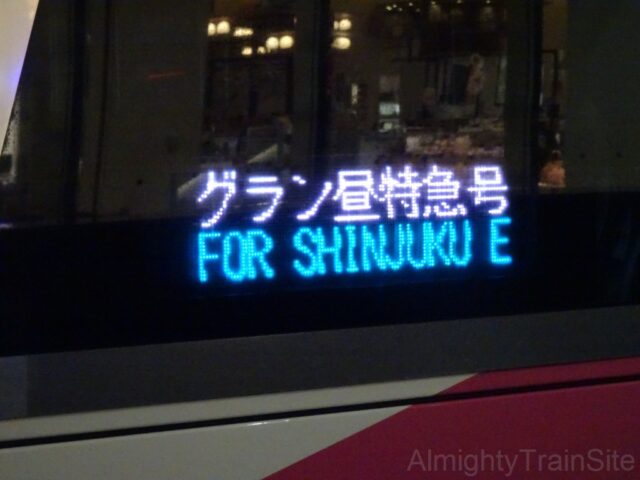 グラン昼特急号
FOR SHINJUKU E
AlmightyTrainSite